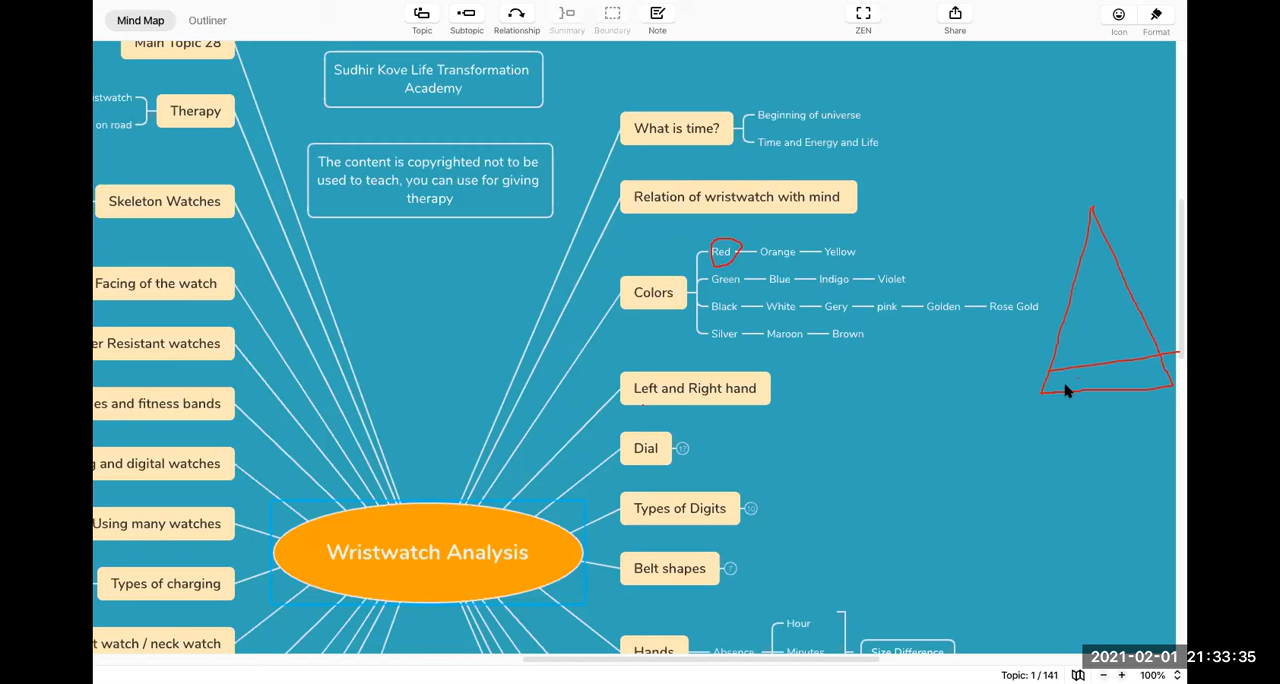 Mind Map
Outliner
Topic
Subtopic
Relationship
Summary
Boundary
Note
ZEN
Share
Icon
Format
Main Topic 28
istwatch
on road
Therapy
Skeleton Watches
Facing of the watch
er Resistant watches
es and fitness bands
g and digital watches
Using many watches
Types of charging
t watch / neck watch
Sudhir Kove Life Transformation
Academy
The content is copyrighted not to be
used to teach, you can use for giving
therapy
Wristwatch Analysis
What is time?
Beginning of universe
Time and Energy and Life
Relation of wristwatch with mind
Colors
Red Orange Yellow
Green Blue Indigo Violet
Black White Gery pink Golden Rose Gold
Silver Maroon Brown
Left and Right hand
Dial 17
Types of Digits 10
Belt shapes 7
Hands
Absence
Hour
Minutes
Size Difference
2021-02-01 21:33:35
Topic: 1 / 141
100%